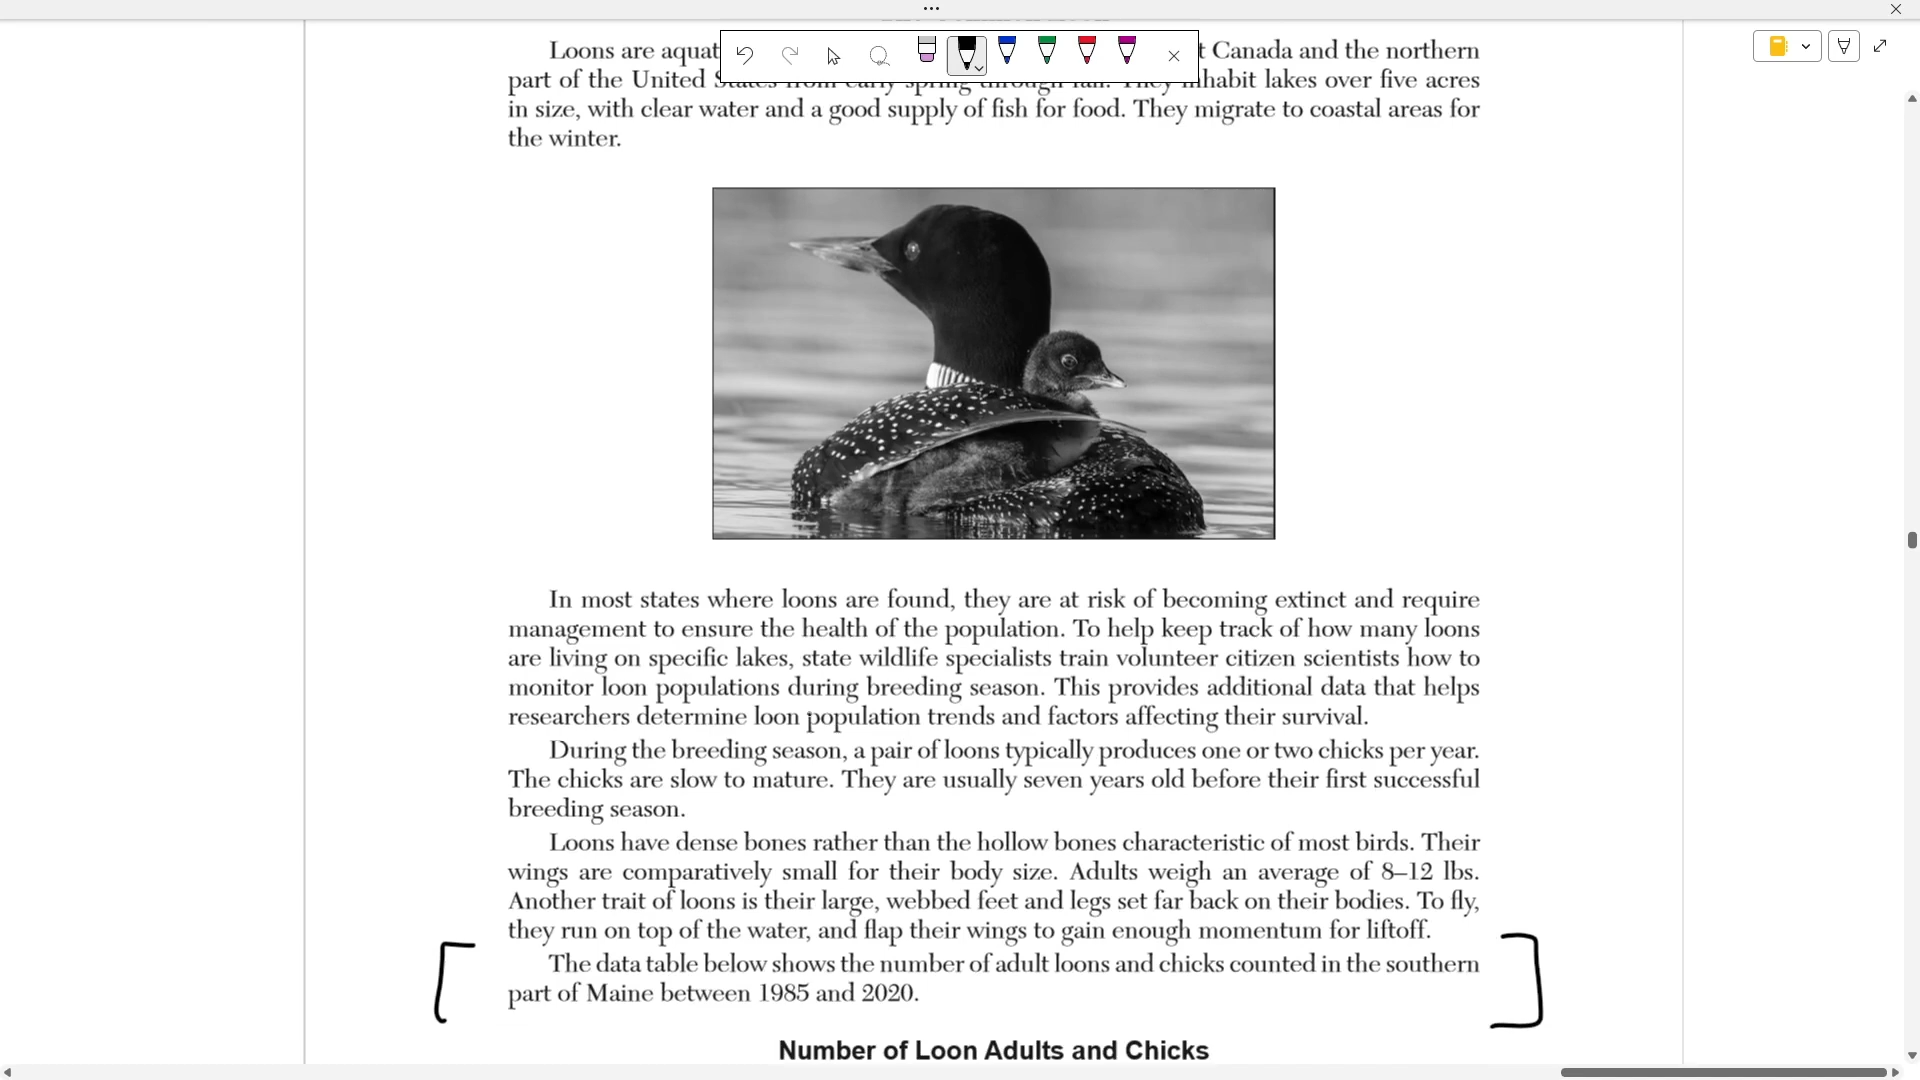 Loons are aquat
t Canada and the northern
part of the United States from early spring through fall. They inhabit lakes over five acres
in size, with clear water and a good supply of fish for food. They migrate to coastal areas for
the winter.
In most states where loons are found, they are at risk of becoming extinct and require
management to ensure the health of the population. To help keep track of how many loons
are living on specific lakes, state wildlife specialists train volunteer citizen scientists how to
monitor loon populations during breeding season. This provides additional data that helps
researchers determine loon population trends and factors affecting their survival.
During the breeding season, a pair of loons typically produces one or two chicks per year.
The chicks are slow to mature. They are usually seven years old before their first successful
breeding season.
Loons have dense bones rather than the hollow bones characteristic of most birds. Their
wings are comparatively small for their body size. Adults weigh an average of 8–12 lbs.
Another trait of loons is their large, webbed feet and legs set far back on their bodies. To fly,
they run on top of the water, and flap their wings to gain enough momentum for liftoff.
The data table below shows the number of adult loons and chicks counted in the southern
part of Maine between 1985 and 2020.
Number of Loon Adults and Chicks